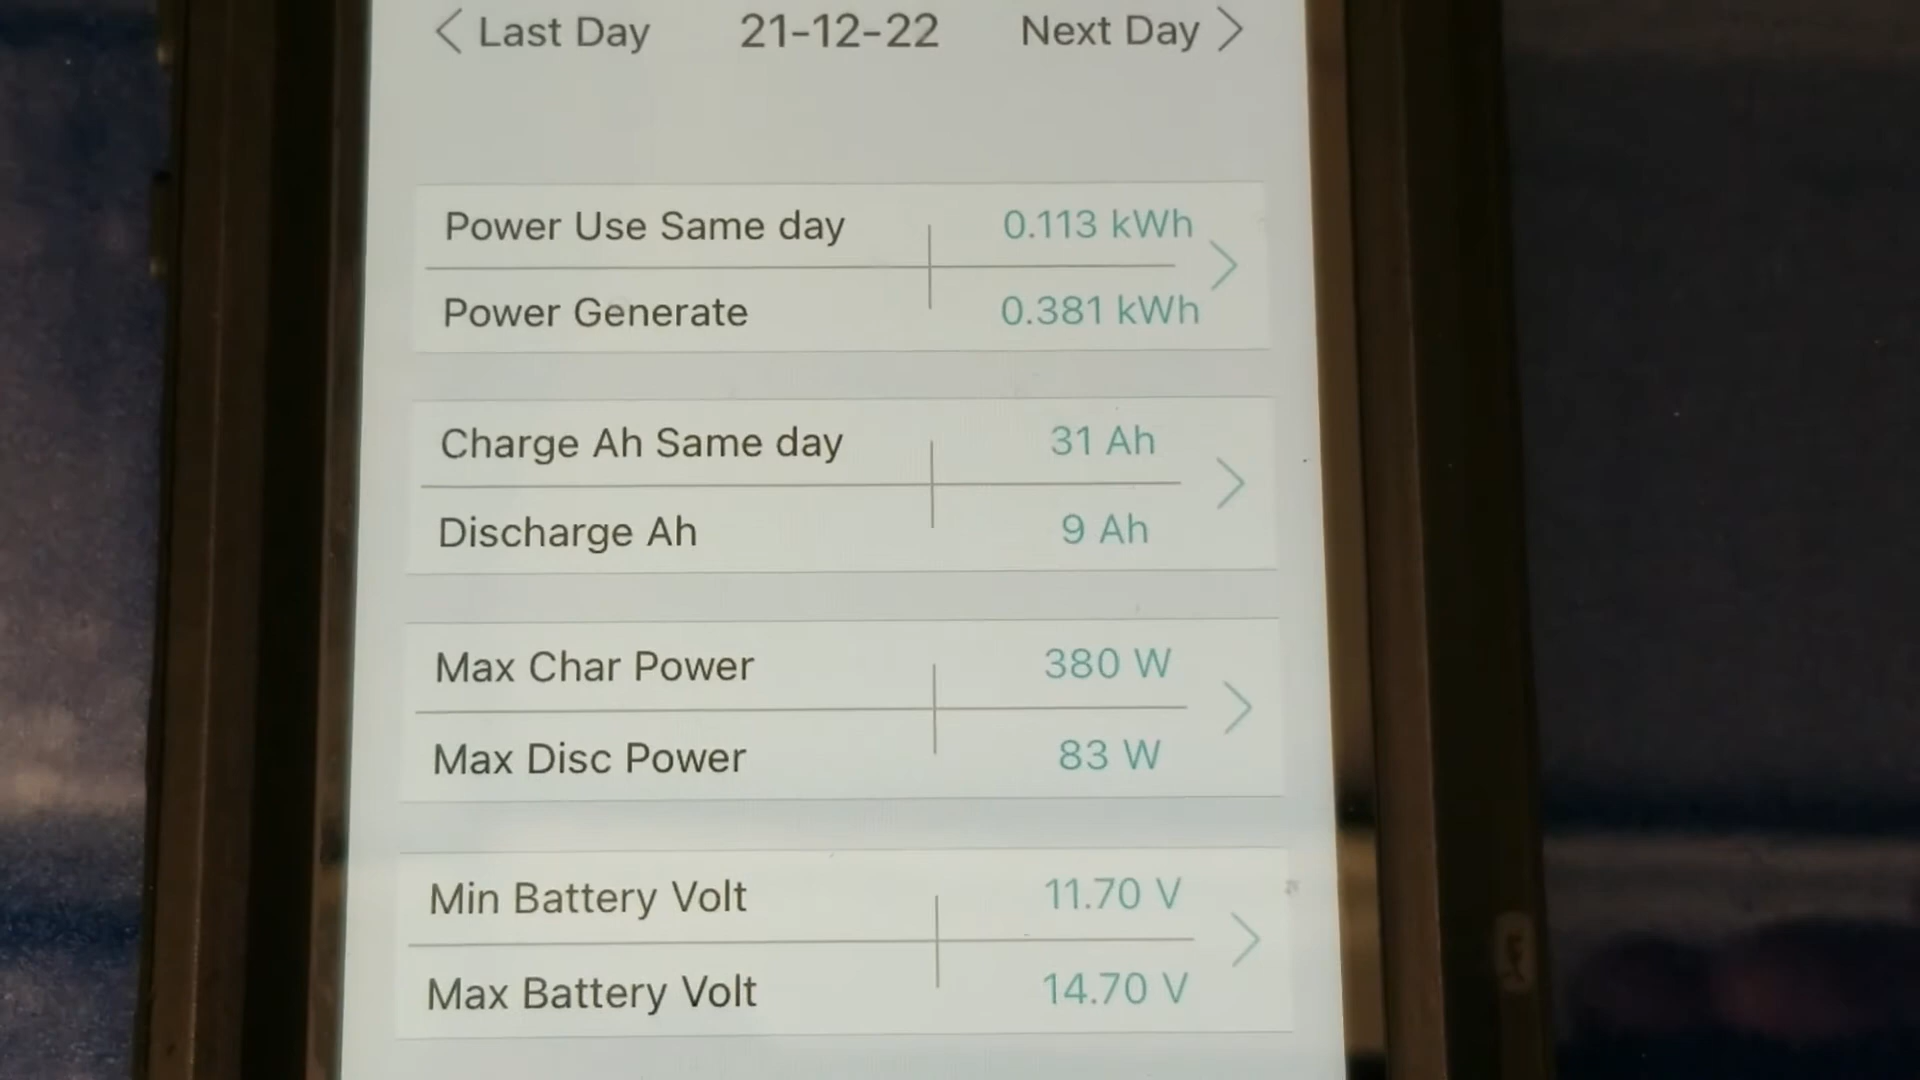 < Last Day 21-12-22 Next Day >
Power Use Same day 0.113 kWh
Power Generate 0.381 kWh
Charge Ah Same day 31 Ah
Discharge Ah 9 Ah
Max Char Power 380 W
Max Disc Power 83 W
Min Battery Volt 11.70 V
Max Battery Volt 14.70 V